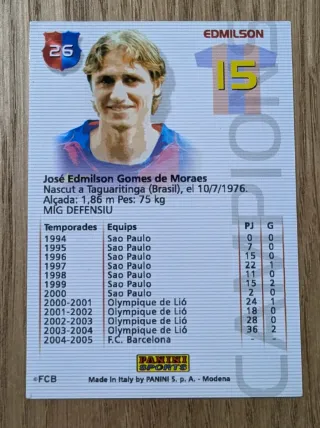 26
EDMILSON
15
José Edmilson Gomes de Moraes
Nascut a Taguaritinga (Brasil), el 10/7/1976.
Alçada: 1,86 m Pes: 75 kg
MIG DEFENSIU
Temporades Equips PJ G
1994 Sao Paulo 0 0
1995 Sao Paulo 7 0
1996 Sao Paulo 15 0
1997 Sao Paulo 22 1
1998 Sao Paulo 11 0
1999 Sao Paulo 15 2
2000 Sao Paulo 2 0
2000-2001 Olympique de Lió 24 1
2001-2002 Olympique de Lió 18 0
2002-2003 Olympique de Lió 28 0
2003-2004 Olympique de Lió 36 2
2004-2005 F.C. Barcelona - -
CAMPIONS
PANINI
SPORTS
©FCB
Made in Italy by PANINI S. p. A. - Modena